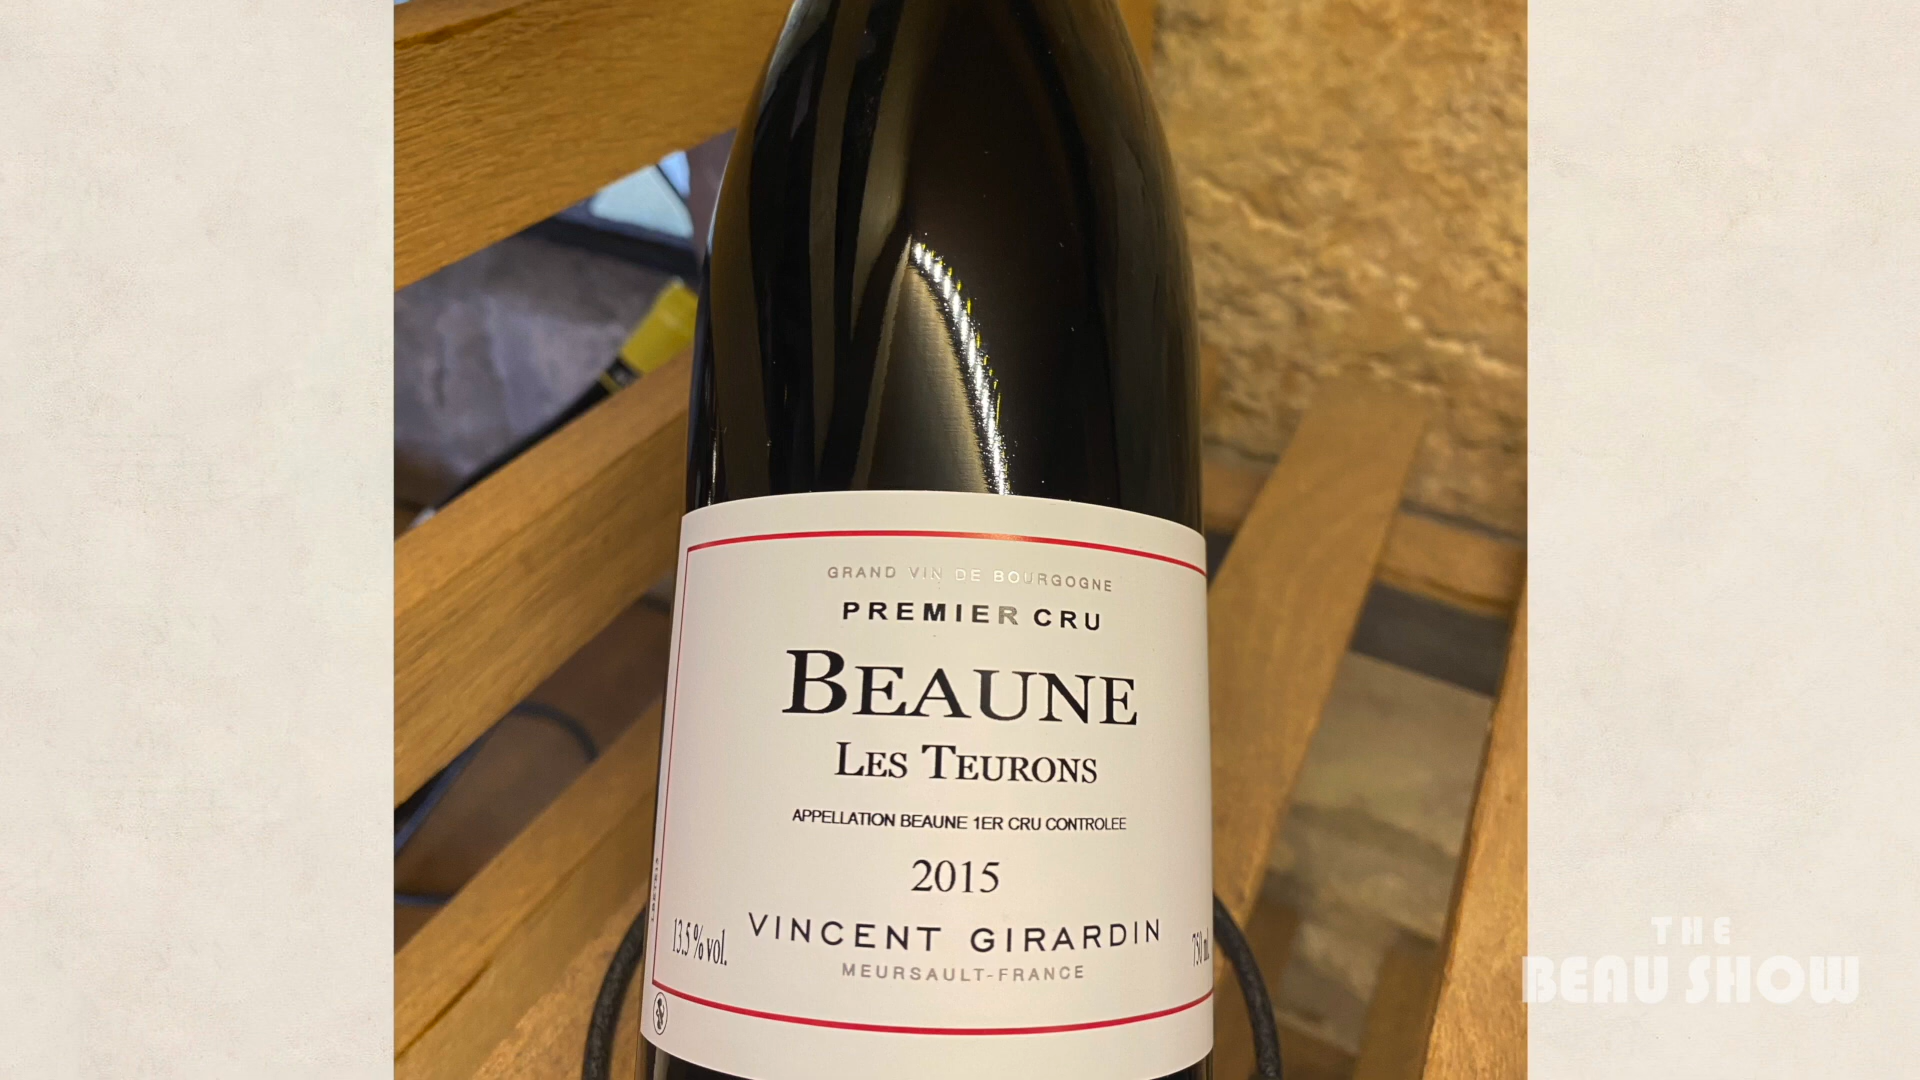 GRAND VIN DE BOURGOGNE
PREMIER CRU
BEAUNE
LES TEURONS
APPELLATION BEAUNE 1ER CRU CONTROLEE
2015
13.5 % vol.
VINCENT GIRARDIN
750 mL
MEURSAULT-FRANCE
THE
BEAU SHOW